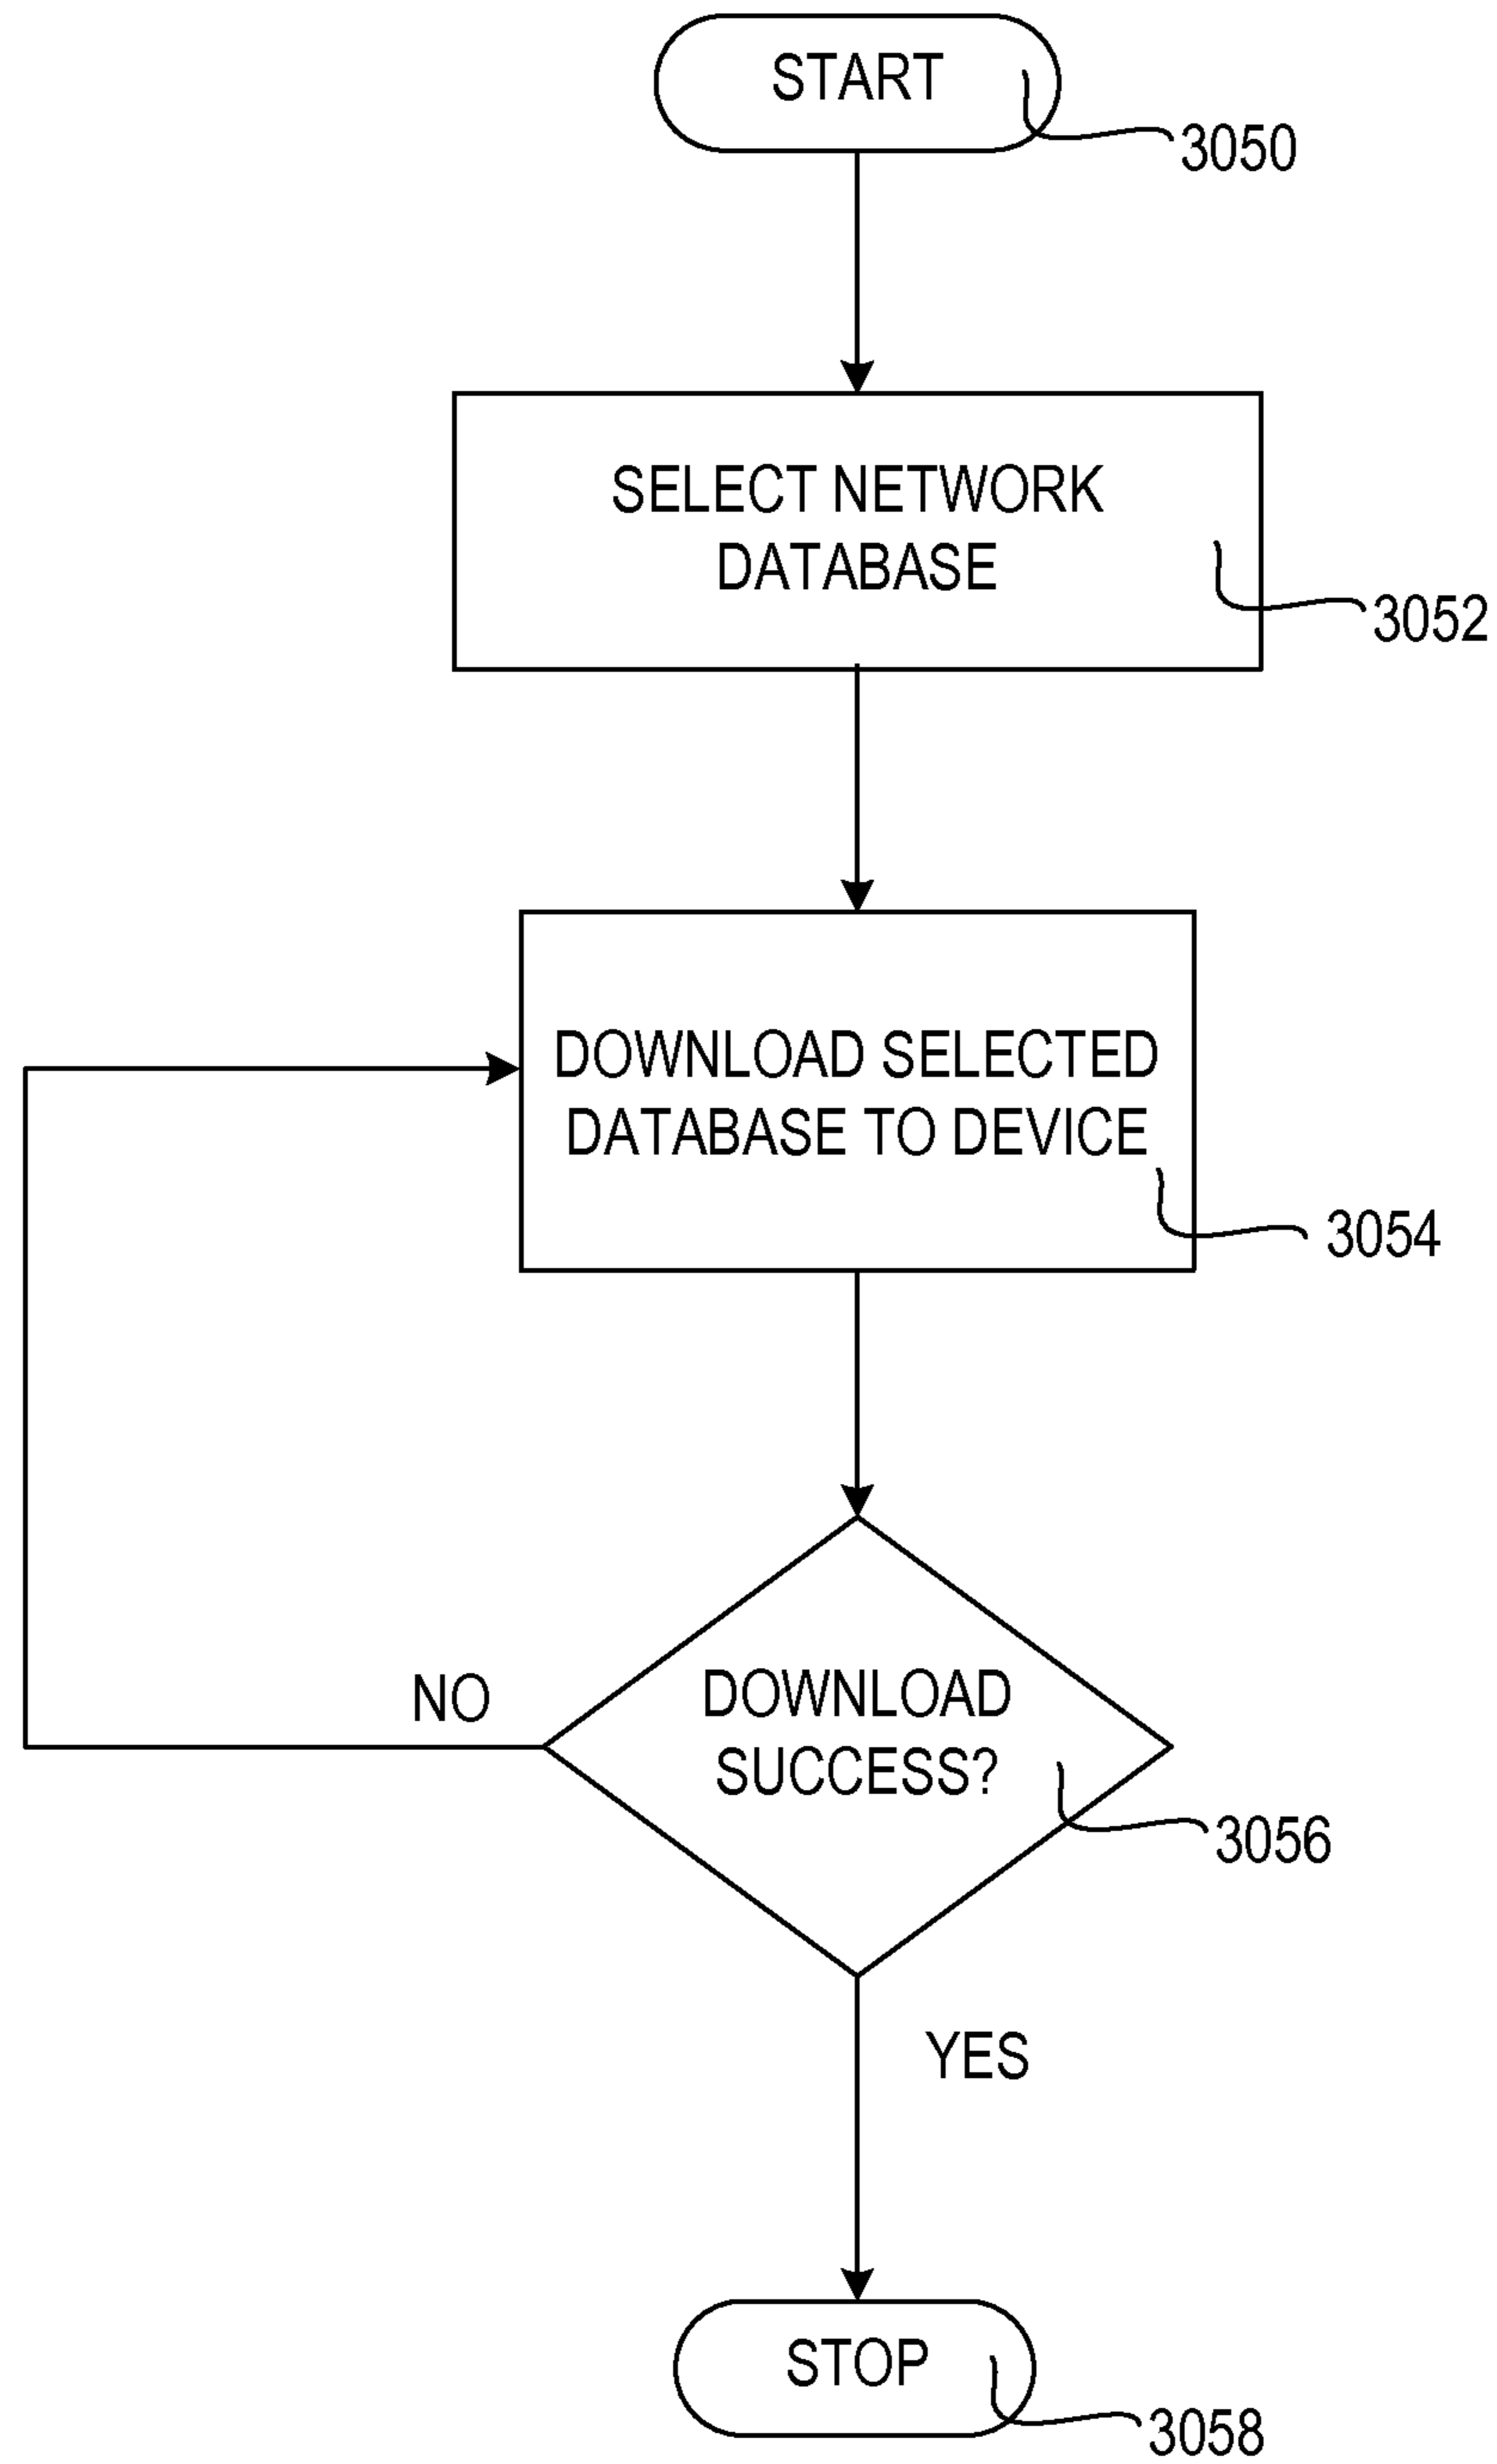 START
3050
SELECT NETWORK
DATABASE
3052
DOWNLOAD SELECTED
DATABASE TO DEVICE
3054
NO
DOWNLOAD
SUCCESS?
3056
YES
STOP
3058